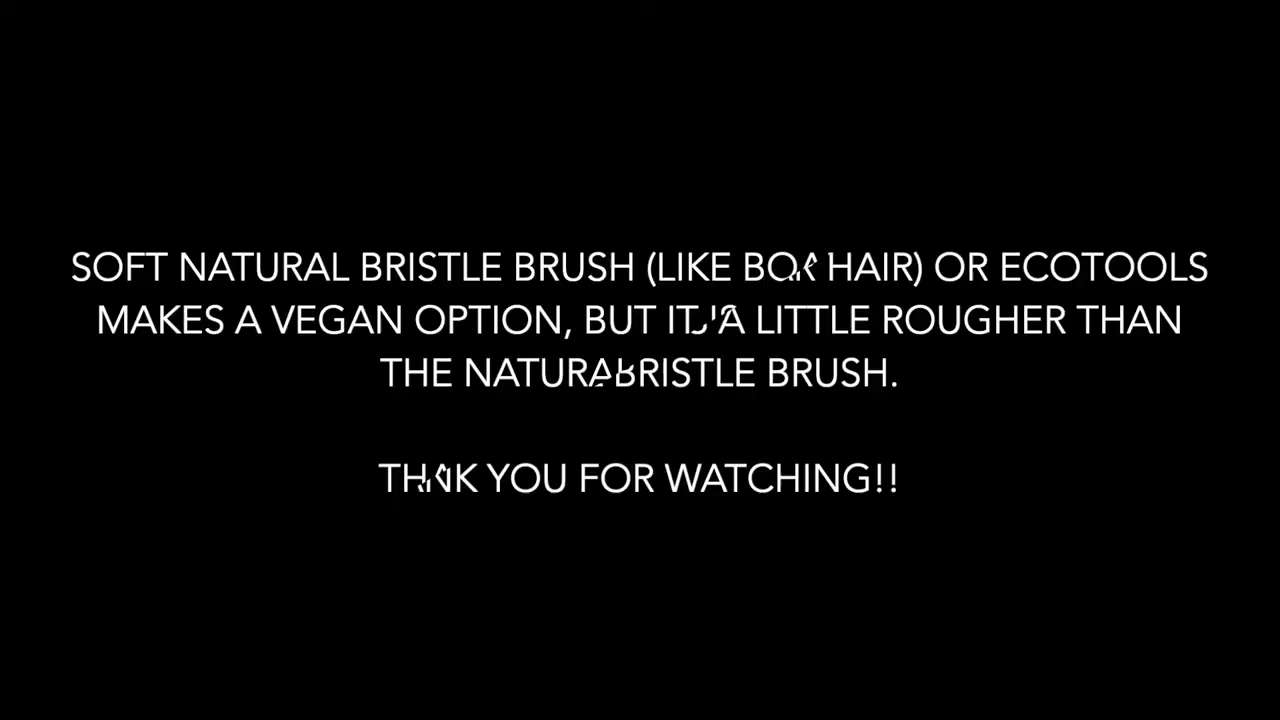 SOFT NATURAL BRISTLE BRUSH (LIKE HAIR) OR ECOTOOLS
MAKES A VEGAN OPTION, BUT A LITTLE ROUGHER THAN
THE BRUSH.
YOU FOR WATCHING!!